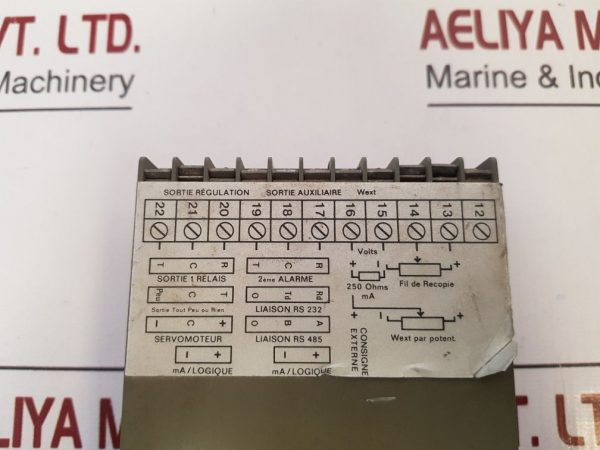 VT. LTD.
AELIYA M
Machinery
Marine & Ind
SORTIE RÉGULATION SORTIE AUXILIAIRE Wext
22 21 20 19 18 17 16 15 14 13 12
T C R T C R
SORTIE 1 RELAIS 2ème ALARME
Peu C T O Td Rd
Sortie Tout Peu ou Rien LIAISON RS 232
– C + O B A
SERVOMOTEUR LIAISON RS 485
– + – +
mA/LOGIQUE mA/LOGIQUE
Volts
+ – +
250 Ohms
mA
Fil de Recopie
+ –
CONSIGNE
EXTERNE
Wext par potent.
AELIYA M
VT. LTD.